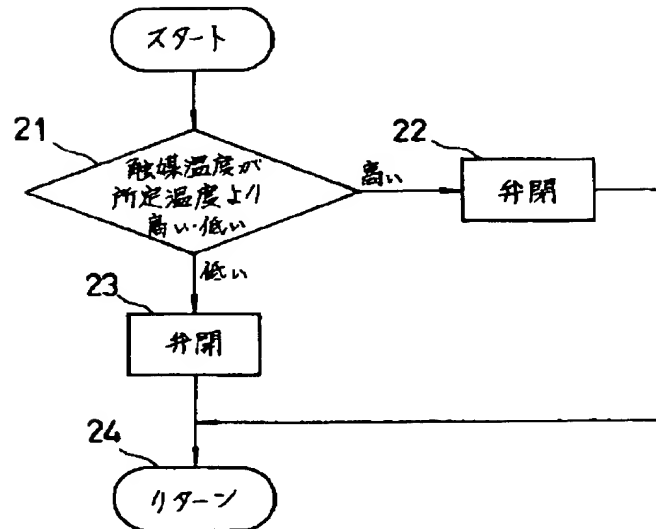 スタート
21
触媒温度が
所定温度より
高い・低い
高い
22
弁閉
低い
23
弁開
24
リターン